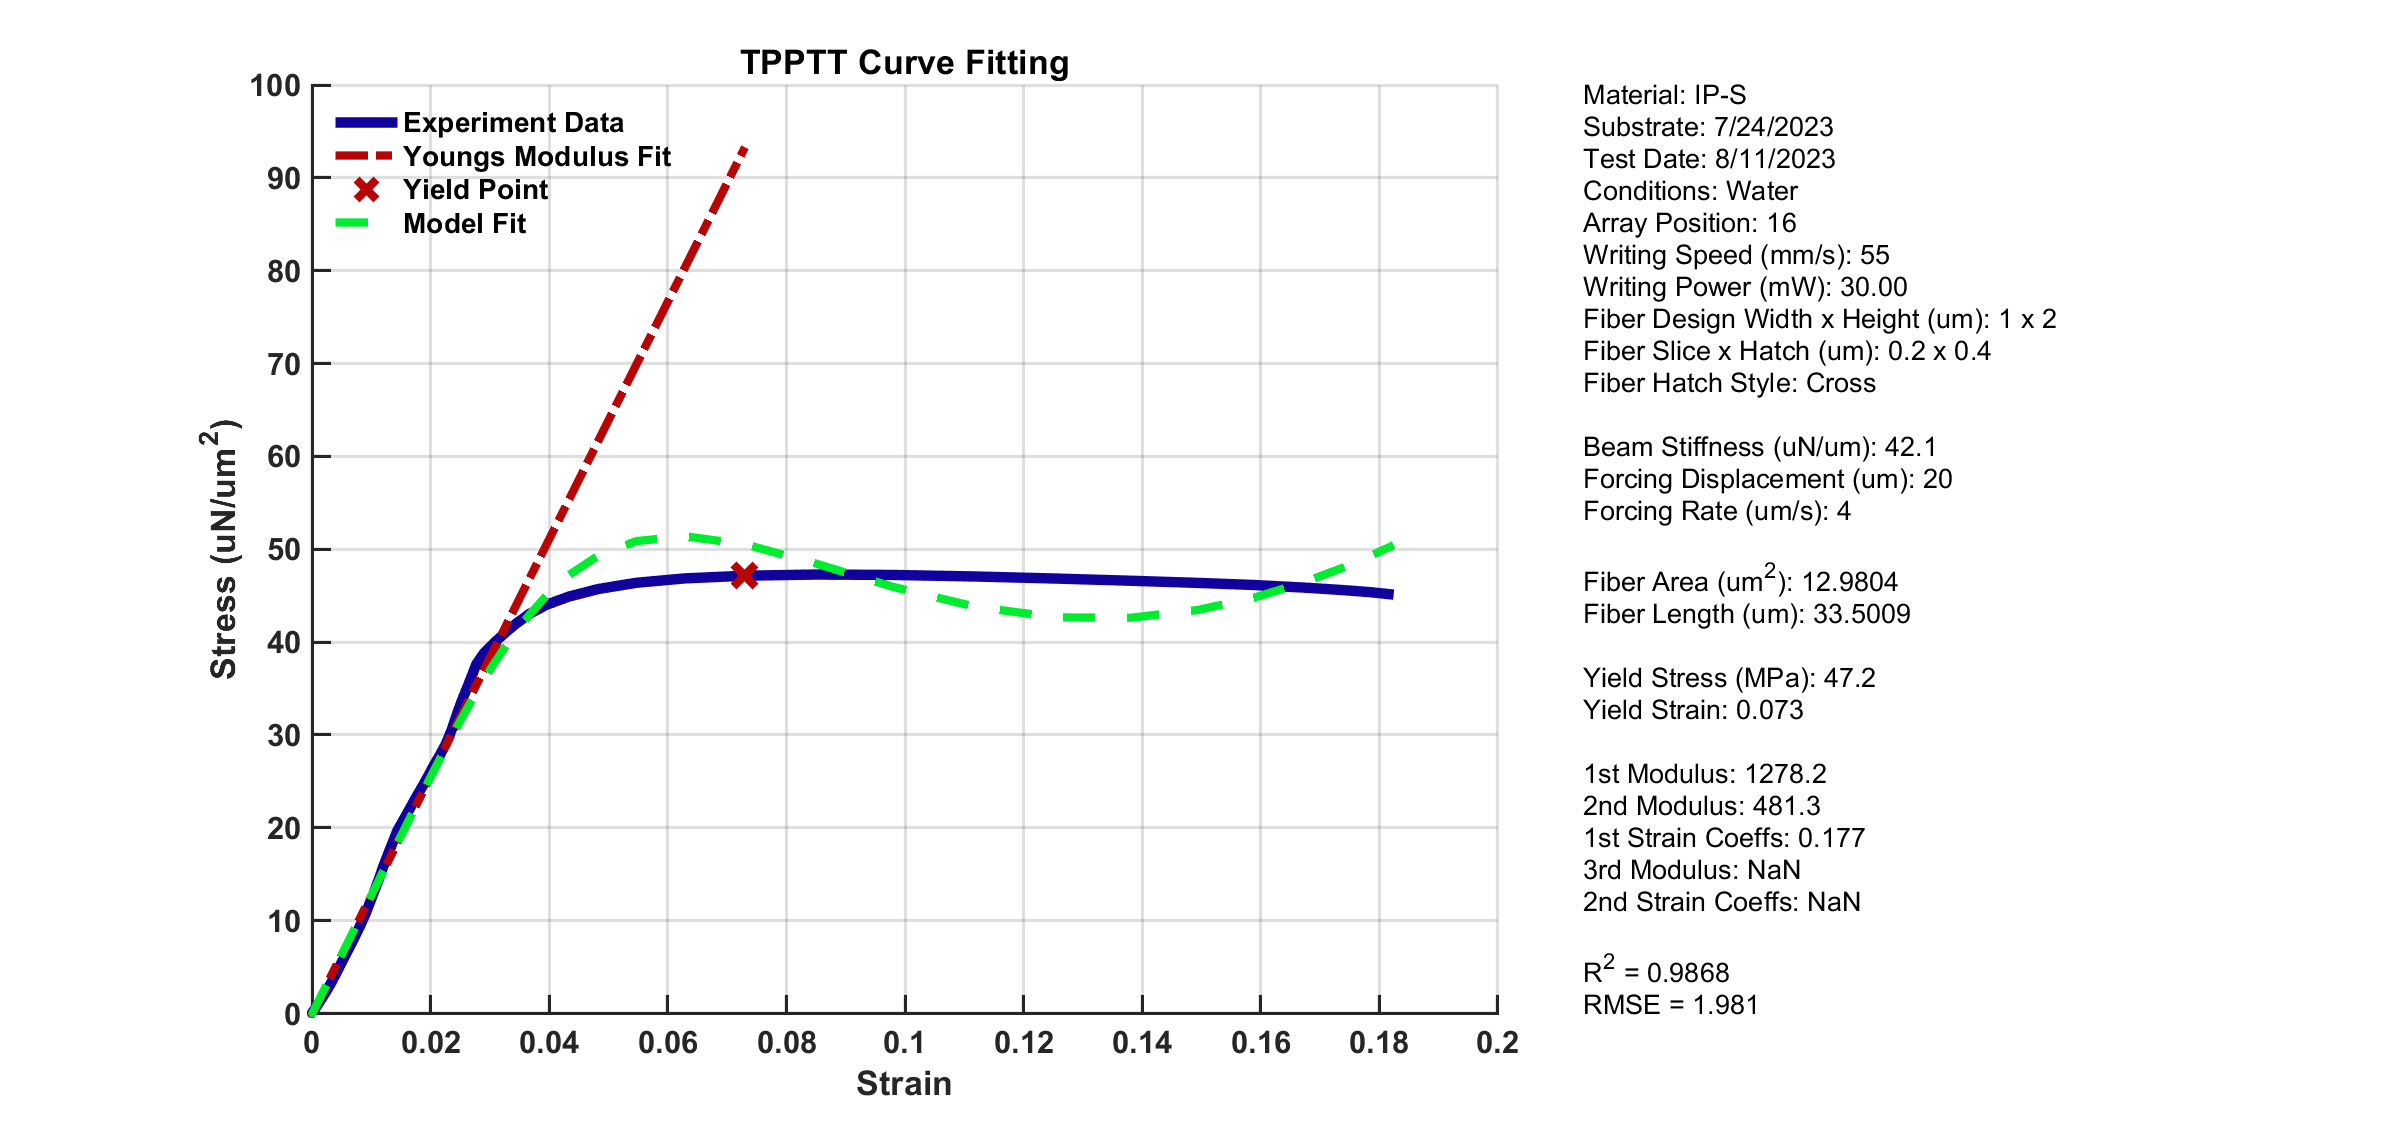 TPPTT Curve Fitting
Experiment Data
Youngs Modulus Fit
Yield Point
Model Fit
Stress (uN/um²)
100
90
80
70
60
50
40
30
20
10
0
0
0.02
0.04
0.06
0.08
0.1
0.12
0.14
0.16
0.18
0.2
Strain
Material: IP-S
Substrate: 7/24/2023
Test Date: 8/11/2023
Conditions: Water
Array Position: 16
Writing Speed (mm/s): 55
Writing Power (mW): 30.00
Fiber Design Width x Height (um): 1 x 2
Fiber Slice x Hatch (um): 0.2 x 0.4
Fiber Hatch Style: Cross
Beam Stiffness (uN/um): 42.1
Forcing Displacement (um): 20
Forcing Rate (um/s): 4
Fiber Area (um²): 12.9804
Fiber Length (um): 33.5009
Yield Stress (MPa): 47.2
Yield Strain: 0.073
1st Modulus: 1278.2
2nd Modulus: 481.3
1st Strain Coeffs: 0.177
3rd Modulus: NaN
2nd Strain Coeffs: NaN
R² = 0.9868
RMSE = 1.981